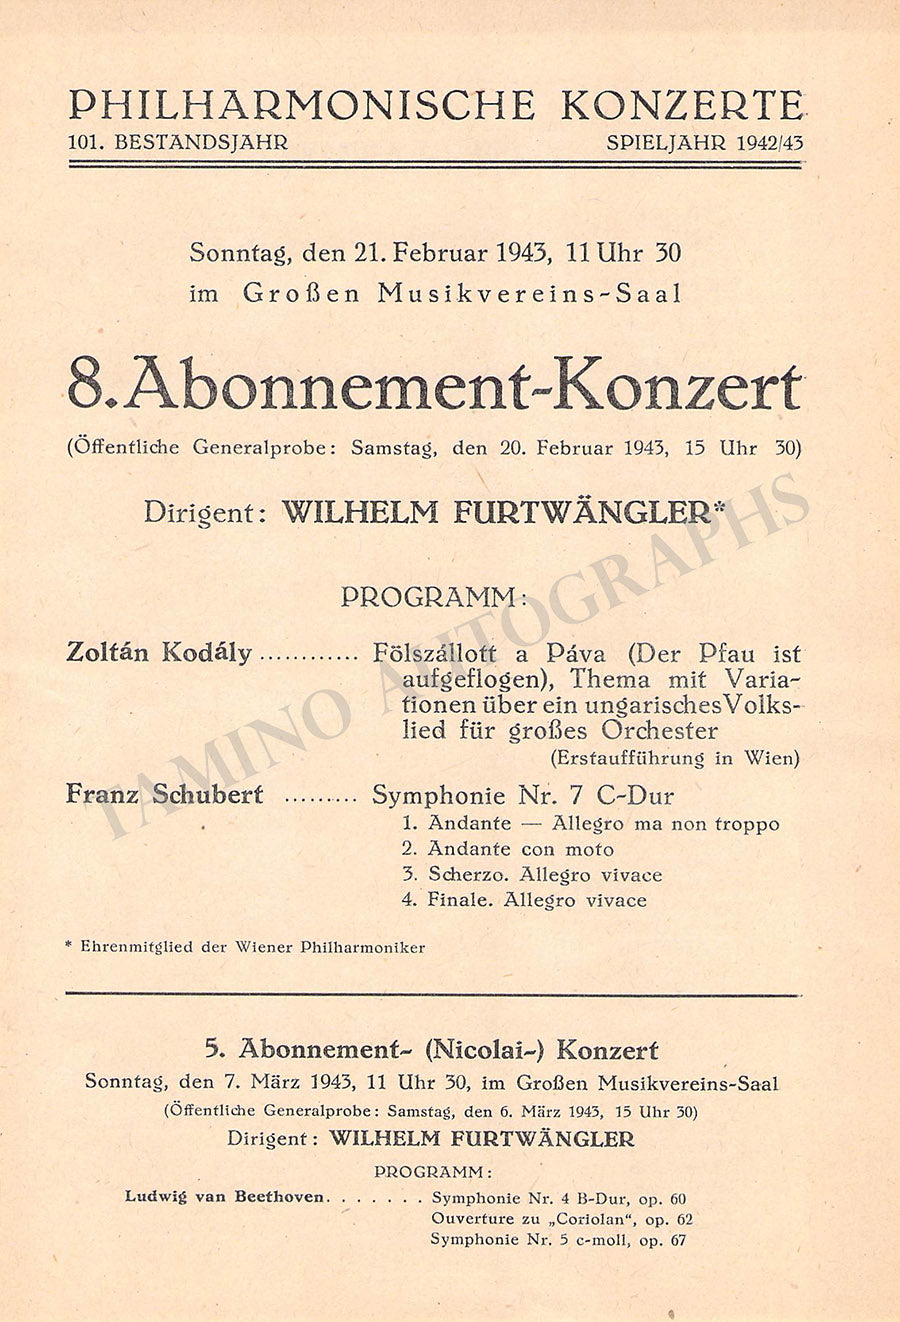 PHILHARMONISCHE KONZERTE
101. BESTANDSJAHR SPIELJAHR 1942/43
Sonntag, den 21. Februar 1943, 11 Uhr 30
im Großen Musikvereins-Saal
8. Abonnement-Konzert
(Öffentliche Generalprobe: Samstag, den 20. Februar 1943, 15 Uhr 30)
Dirigent: WILHELM FURTWÄNGLER*
PROGRAMM:
Zoltán Kodály ............ Fölszállott a Páva (Der Pfau ist
aufgeflogen), Thema mit Varia-
tionen über ein ungarisches Volks-
lied für großes Orchester
(Erstaufführung in Wien)
Franz Schubert ......... Symphonie Nr. 7 C-Dur
1. Andante — Allegro ma non troppo
2. Andante con moto
3. Scherzo. Allegro vivace
4. Finale. Allegro vivace
* Ehrenmitglied der Wiener Philharmoniker
5. Abonnement- (Nicolai-) Konzert
Sonntag, den 7. März 1943, 11 Uhr 30, im Großen Musikvereins-Saal
(Öffentliche Generalprobe: Samstag, den 6. März 1943, 15 Uhr 30)
Dirigent: WILHELM FURTWÄNGLER
PROGRAMM:
Ludwig van Beethoven. . . . . . . Symphonie Nr. 4 B-Dur, op. 60
Ouverture zu „Coriolan“, op. 62
Symphonie Nr. 5 c-moll, op. 67
TAMINO AUTOGRAPHS